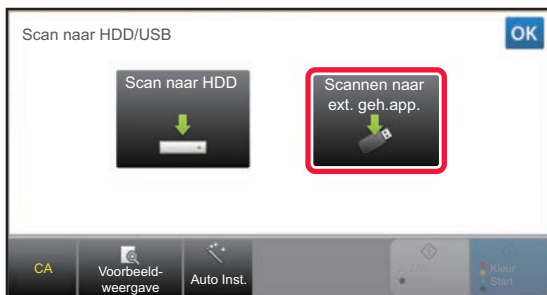 Scan naar HDD/USB
OK
Scan naar HDD
Scannen naar
ext. geh.app.
CA
Voorbeeld-
weergave
Auto Inst.
Z/W
Start
Kleur
Start